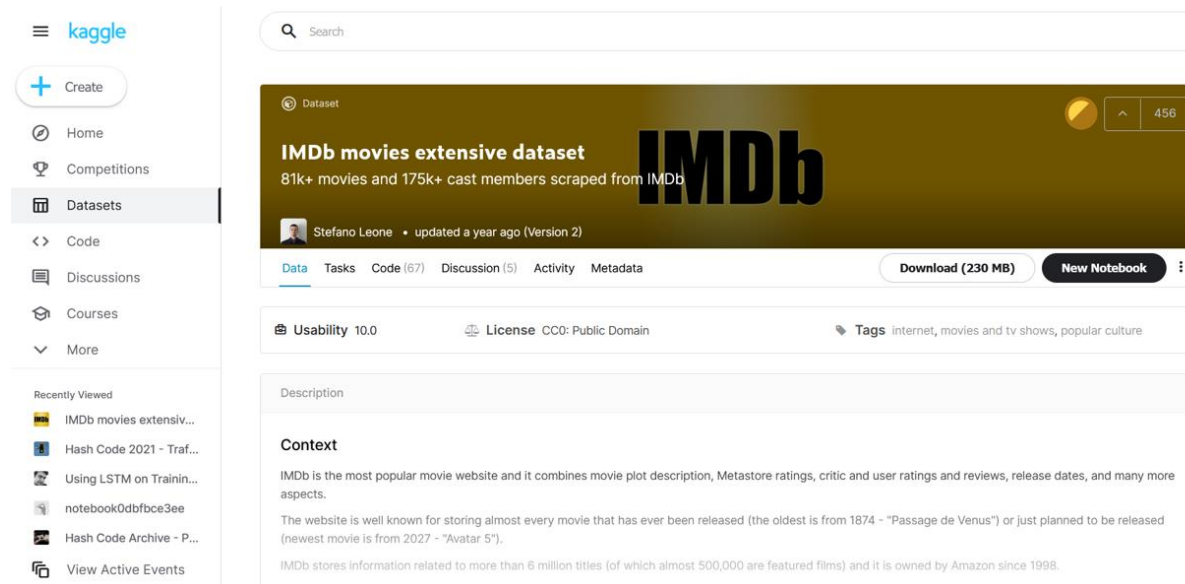 kaggle
Search
Create
Home
Competitions
Datasets
Code
Discussions
Courses
More
Recently Viewed
IMDb movies extensiv...
Hash Code 2021 - Traf...
Using LSTM on Trainin...
notebook0dbfbce3ee
Hash Code Archive - P...
View Active Events
Dataset
456
IMDb movies extensive dataset
81k+ movies and 175k+ cast members scraped from IMDb
IMDb
Stefano Leone • updated a year ago (Version 2)
Data Tasks Code (67) Discussion (5) Activity Metadata Download (230 MB) New Notebook
Usability 10.0 License CC0: Public Domain Tags internet, movies and tv shows, popular culture
Description
Context
IMDb is the most popular movie website and it combines movie plot description, Metastore ratings, critic and user ratings and reviews, release dates, and many more
aspects.
The website is well known for storing almost every movie that has ever been released (the oldest is from 1874 - "Passage de Venus") or just planned to be released
(newest movie is from 2027 - "Avatar 5").
IMDb stores information related to more than 6 million titles (of which almost 500,000 are featured films) and it is owned by Amazon since 1998.